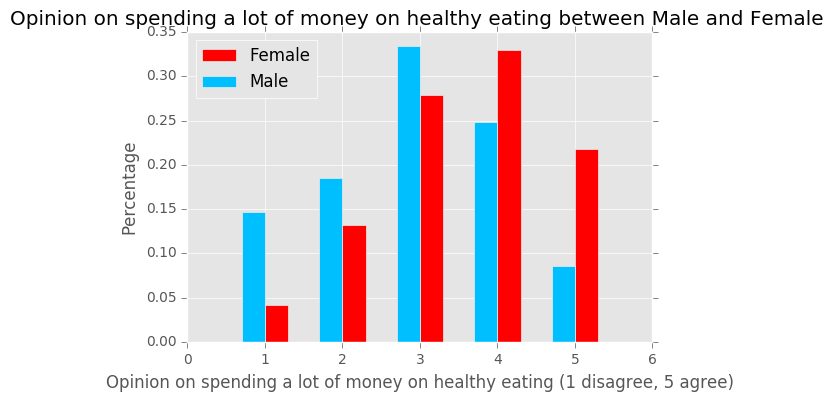 Opinion on spending a lot of money on healthy eating between Male and Female
0.35
0.30
0.25
0.20
0.15
0.10
0.05
0.00
Percentage
Female
Male
0 1 2 3 4 5 6
Opinion on spending a lot of money on healthy eating (1 disagree, 5 agree)